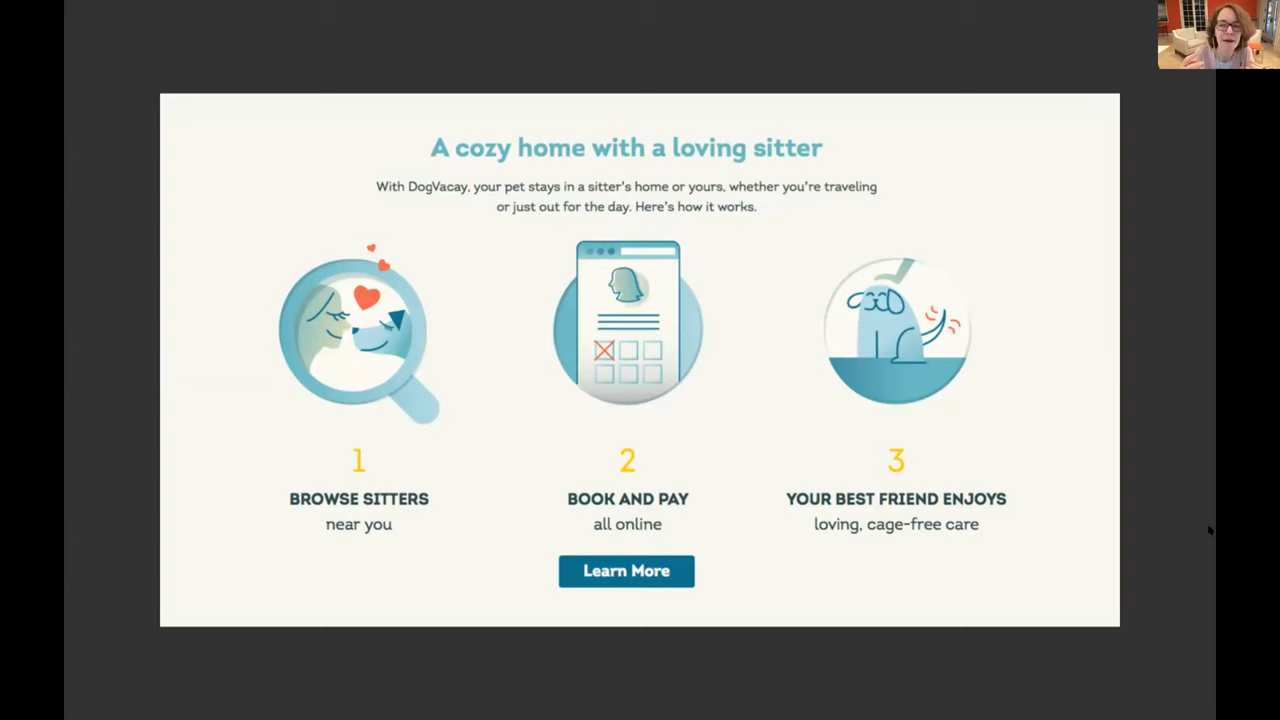 A cozy home with a loving sitter
With DogVacay, your pet stays in a sitter's home or yours, whether you're traveling
or just out for the day. Here's how it works.
1
BROWSE SITTERS
near you
2
BOOK AND PAY
all online
3
YOUR BEST FRIEND ENJOYS
loving, cage-free care
Learn More